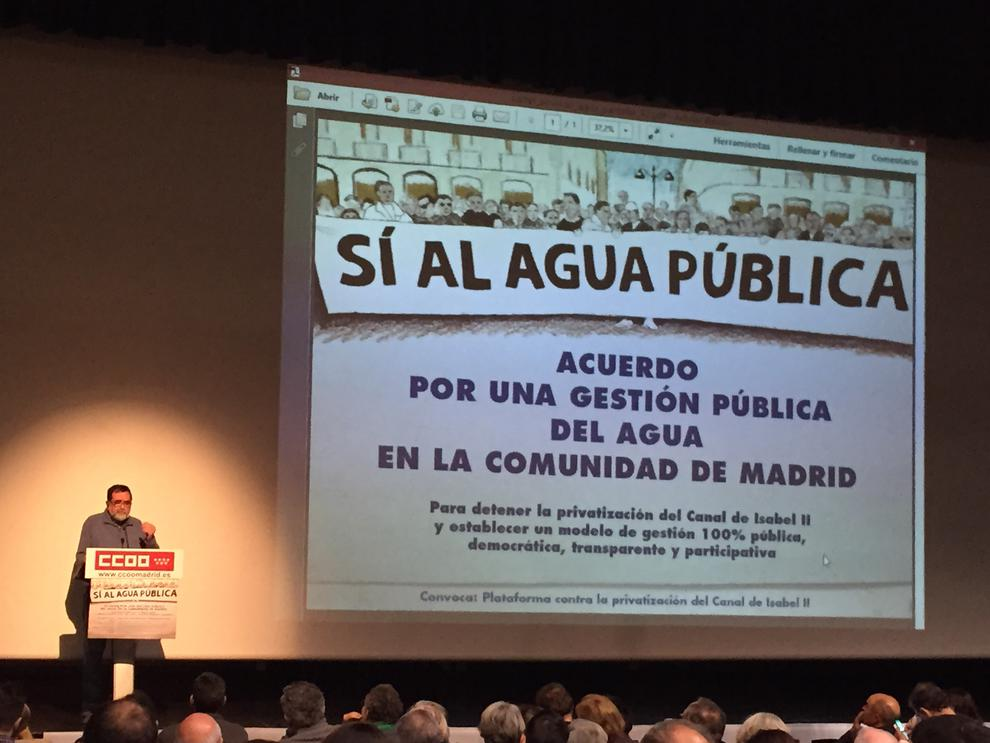 Abrir
1 / 1
37,2%
Herramientas
Rellenar y firmar
Comentario
SÍ AL AGUA PÚBLICA
ACUERDO
POR UNA GESTIÓN PÚBLICA
DEL AGUA
EN LA COMUNIDAD DE MADRID
Para detener la privatización del Canal de Isabel II
y establecer un modelo de gestión 100% pública,
democrática, transparente y participativa
Convoca: Plataforma contra la privatización del Canal de Isabel II
CCOO
www.ccoomadrid.es
SÍ AL AGUA PÚBLICA